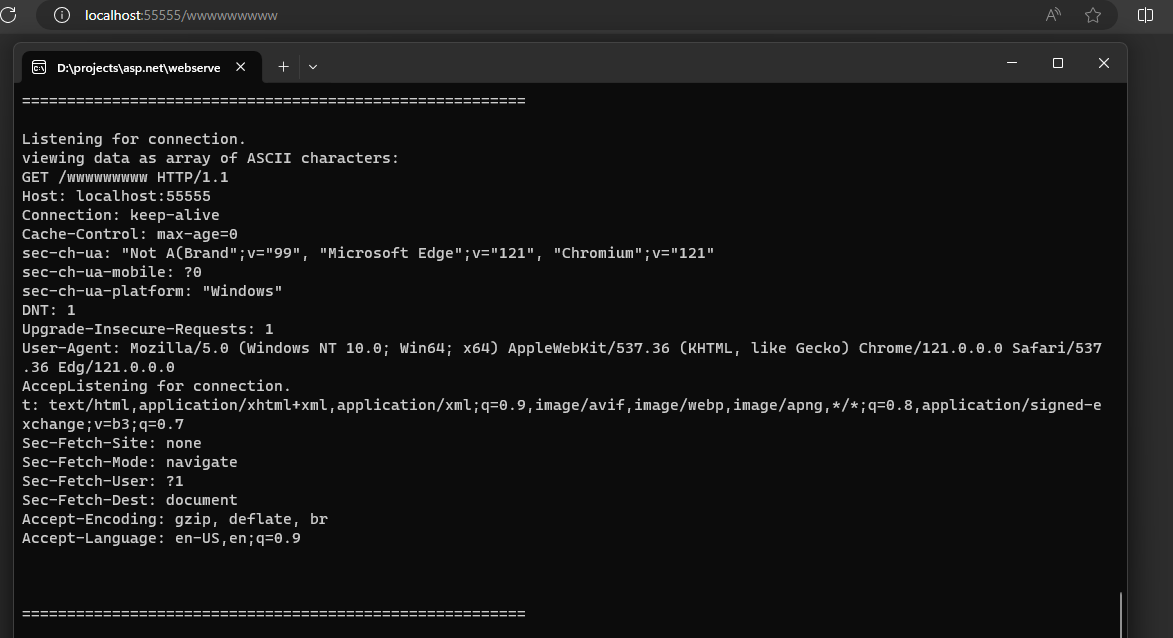 localhost:55555/wwwwwwwww
D:\projects\asp.net\webserve
========================================================
Listening for connection.
viewing data as array of ASCII characters:
GET /wwwwwwwww HTTP/1.1
Host: localhost:55555
Connection: keep-alive
Cache-Control: max-age=0
sec-ch-ua: "Not A(Brand";v="99", "Microsoft Edge";v="121", "Chromium";v="121"
sec-ch-ua-mobile: ?0
sec-ch-ua-platform: "Windows"
DNT: 1
Upgrade-Insecure-Requests: 1
User-Agent: Mozilla/5.0 (Windows NT 10.0; Win64; x64) AppleWebKit/537.36 (KHTML, like Gecko) Chrome/121.0.0.0 Safari/537
.36 Edg/121.0.0.0
AccepListening for connection.
t: text/html,application/xhtml+xml,application/xml;q=0.9,image/avif,image/webp,image/apng,*/*;q=0.8,application/signed-e
xchange;v=b3;q=0.7
Sec-Fetch-Site: none
Sec-Fetch-Mode: navigate
Sec-Fetch-User: ?1
Sec-Fetch-Dest: document
Accept-Encoding: gzip, deflate, br
Accept-Language: en-US,en;q=0.9
========================================================